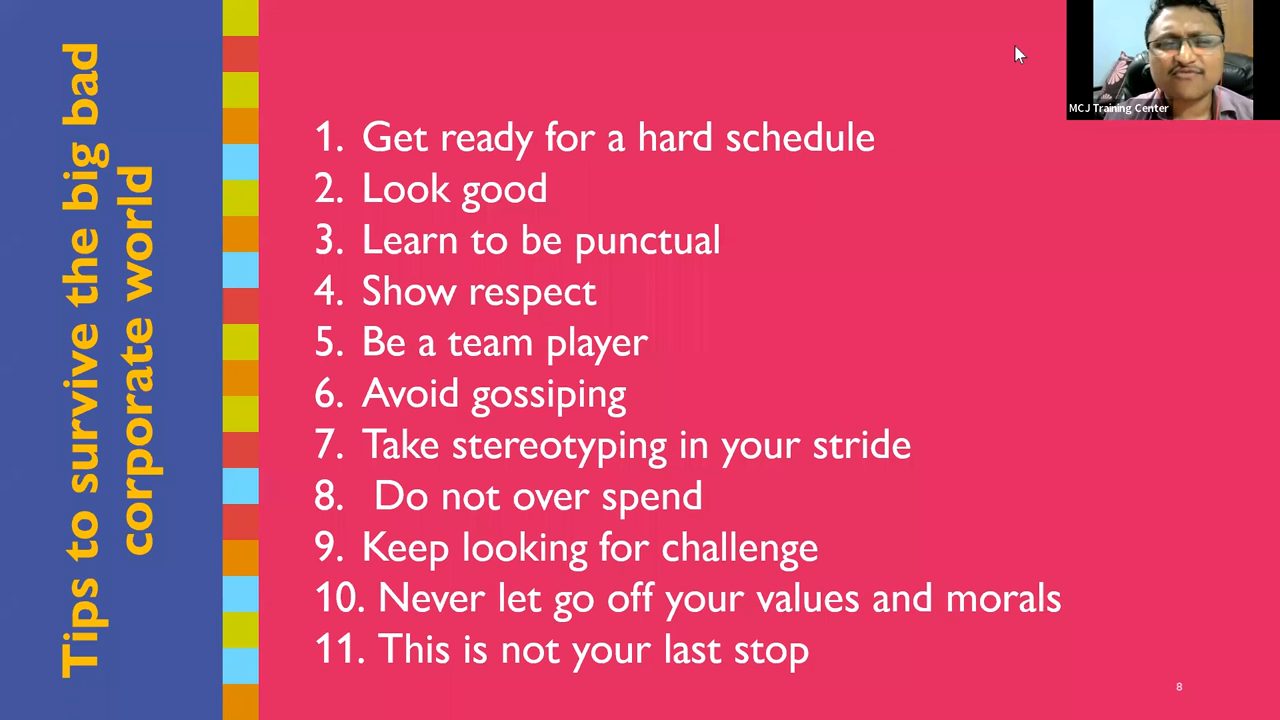 Tips to survive the big bad
corporate world
MCJ Training Center
1. Get ready for a hard schedule
2. Look good
3. Learn to be punctual
4. Show respect
5. Be a team player
6. Avoid gossiping
7. Take stereotyping in your stride
8. Do not over spend
9. Keep looking for challenge
10. Never let go off your values and morals
11. This is not your last stop
8